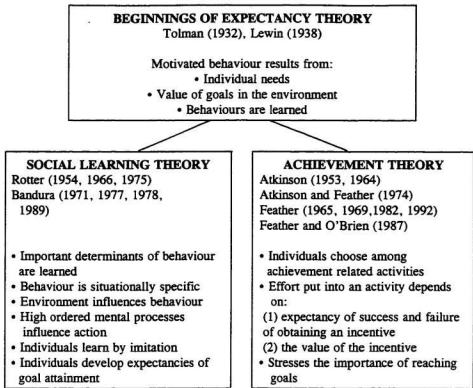 BEGINNINGS OF EXPECTANCY THEORY
Tolman (1932), Lewin (1938)
Motivated behaviour results from:
• Individual needs
• Value of goals in the environment
• Behaviours are learned
SOCIAL LEARNING THEORY
Rotter (1954, 1966, 1975)
Bandura (1971, 1977, 1978,
1989)
• Important determinants of behaviour
are learned
• Behaviour is situationally specific
• Environment influences behaviour
• High ordered mental processes
influence action
• Individuals learn by imitation
• Individuals develop expectancies of
goal attainment
ACHIEVEMENT THEORY
Atkinson (1953, 1964)
Atkinson and Feather (1974)
Feather (1965, 1969,1982, 1992)
Feather and O'Brien (1987)
• Individuals choose among
achievement related activities
• Effort put into an activity depends
on:
(1) expectancy of success and failure
of obtaining an incentive
(2) the value of the incentive
• Stresses the importance of reaching
goals